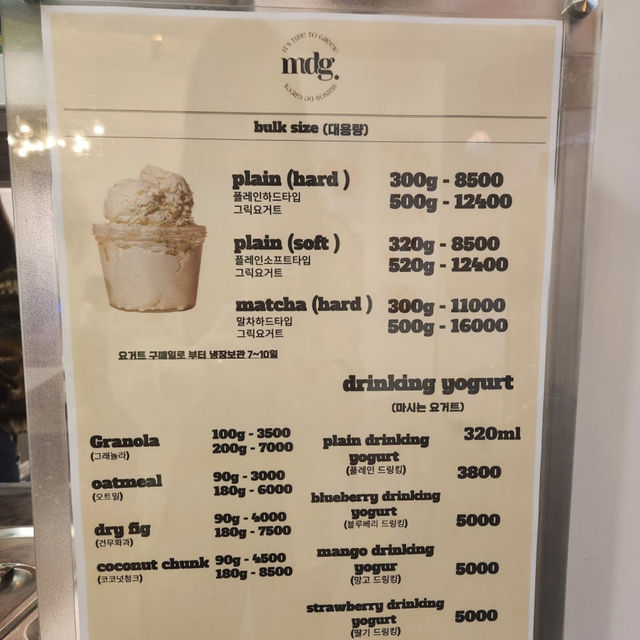 IT'S TIME TO GREEK
mdg.
MAISON DE GREEK
bulk size (대용량)
plain (hard )
플레인하드타입
그릭요거트
300g - 8500
500g - 12400
plain (soft )
플레인소프트타입
그릭요거트
320g - 8500
520g - 12400
matcha (hard )
말차하드타입
그릭요거트
300g - 11000
500g - 16000
요거트 구매일로 부터 냉장보관 7~10일
drinking yogurt
(마시는 요거트)
320ml
Granola
(그래놀라)
100g - 3500
200g - 7000
oatmeal
(오트밀)
90g - 3000
180g - 6000
dry fig
(건무화과)
90g - 4000
180g - 7500
coconut chunk
(코코넛청크)
90g - 4500
180g - 8500
plain drinking
yogurt
(플레인 드링킹)
3800
blueberry drinking
yogurt
(블루베리 드링킹)
5000
mango drinking
yogur
(망고 드링킹)
5000
strawberry drinking
yogurt
(딸기 드링킹)
5000